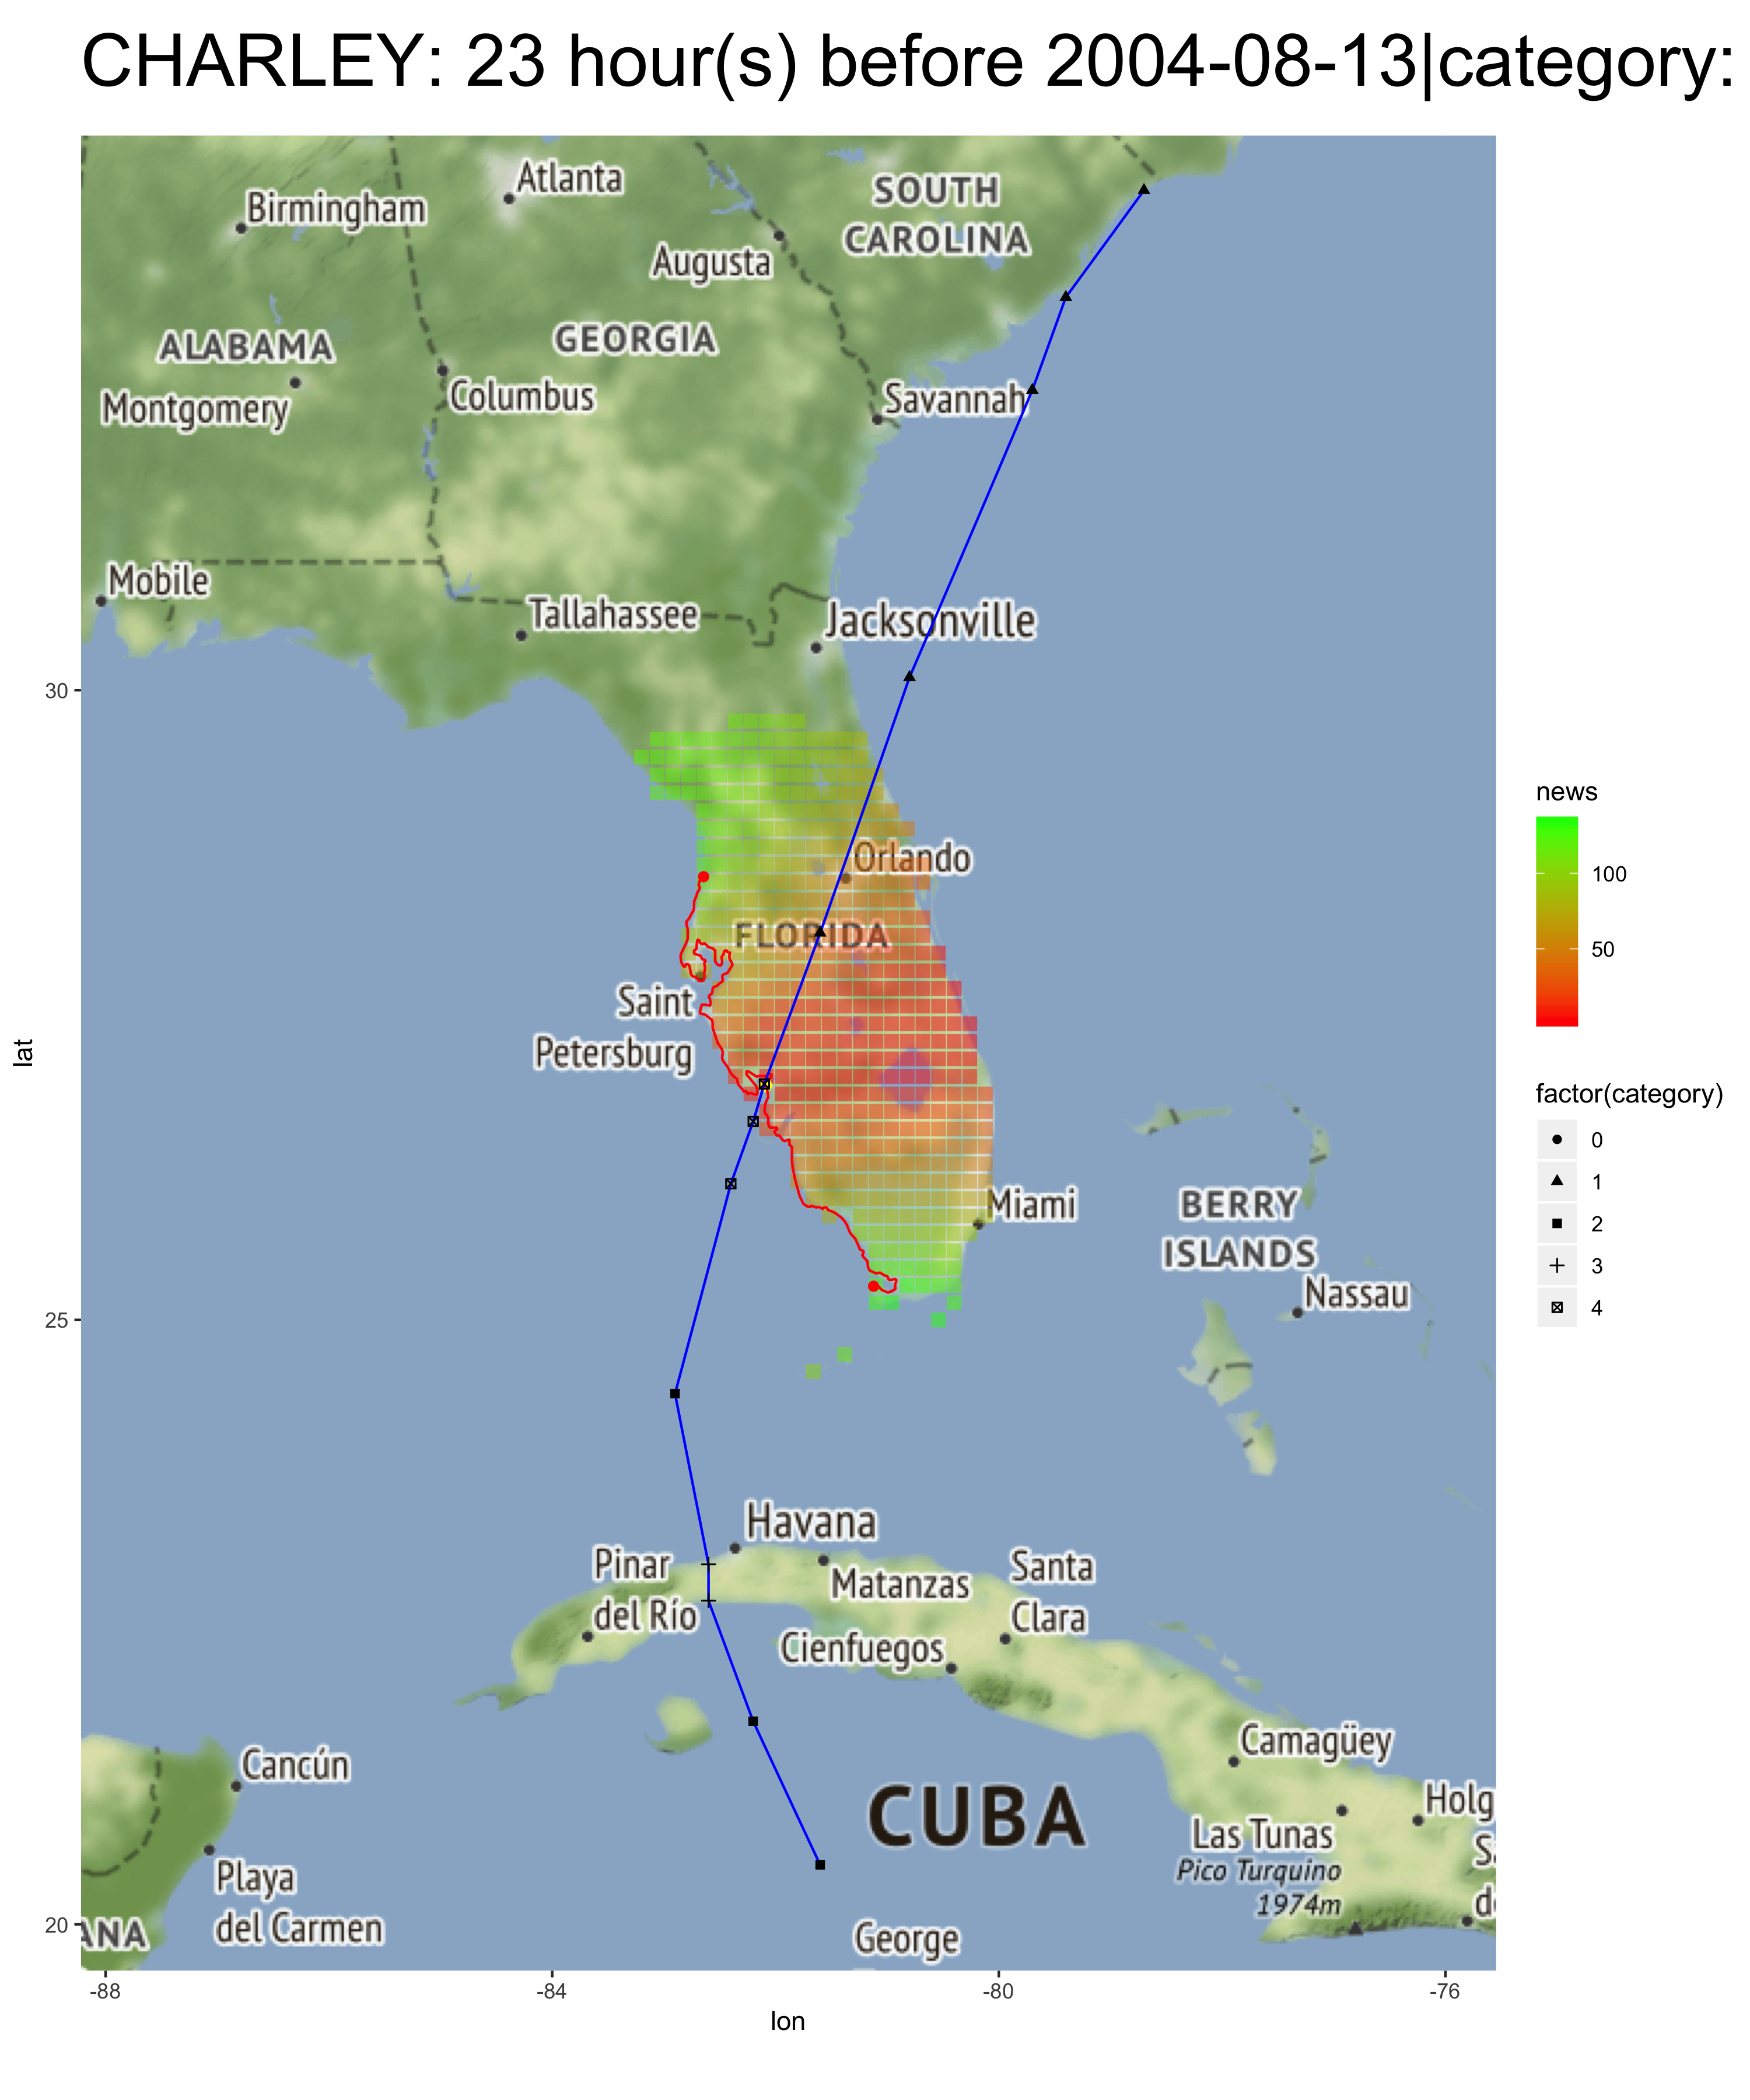 CHARLEY: 23 hour(s) before 2004-08-13|category:
Atlanta
Birmingham
SOUTH
CAROLINA
Augusta
ALABAMA
GEORGIA
Montgomery
Columbus
Savannah
Mobile
Tallahassee
Jacksonville
30
Orlando
FLORIDA
Saint
Petersburg
lat
Miami
BERRY
ISLANDS
Nassau
25
Havana
Pinar
del Río
Matanzas
Santa
Clara
Cienfuegos
Camagüey
Cancún
Holg
CUBA
Las Tunas
Pico Turquino
1974m
Playa
del Carmen
ANA
George
20
-88
-84
-80
-76
lon
news
100
50
factor(category)
0
1
2
3
4